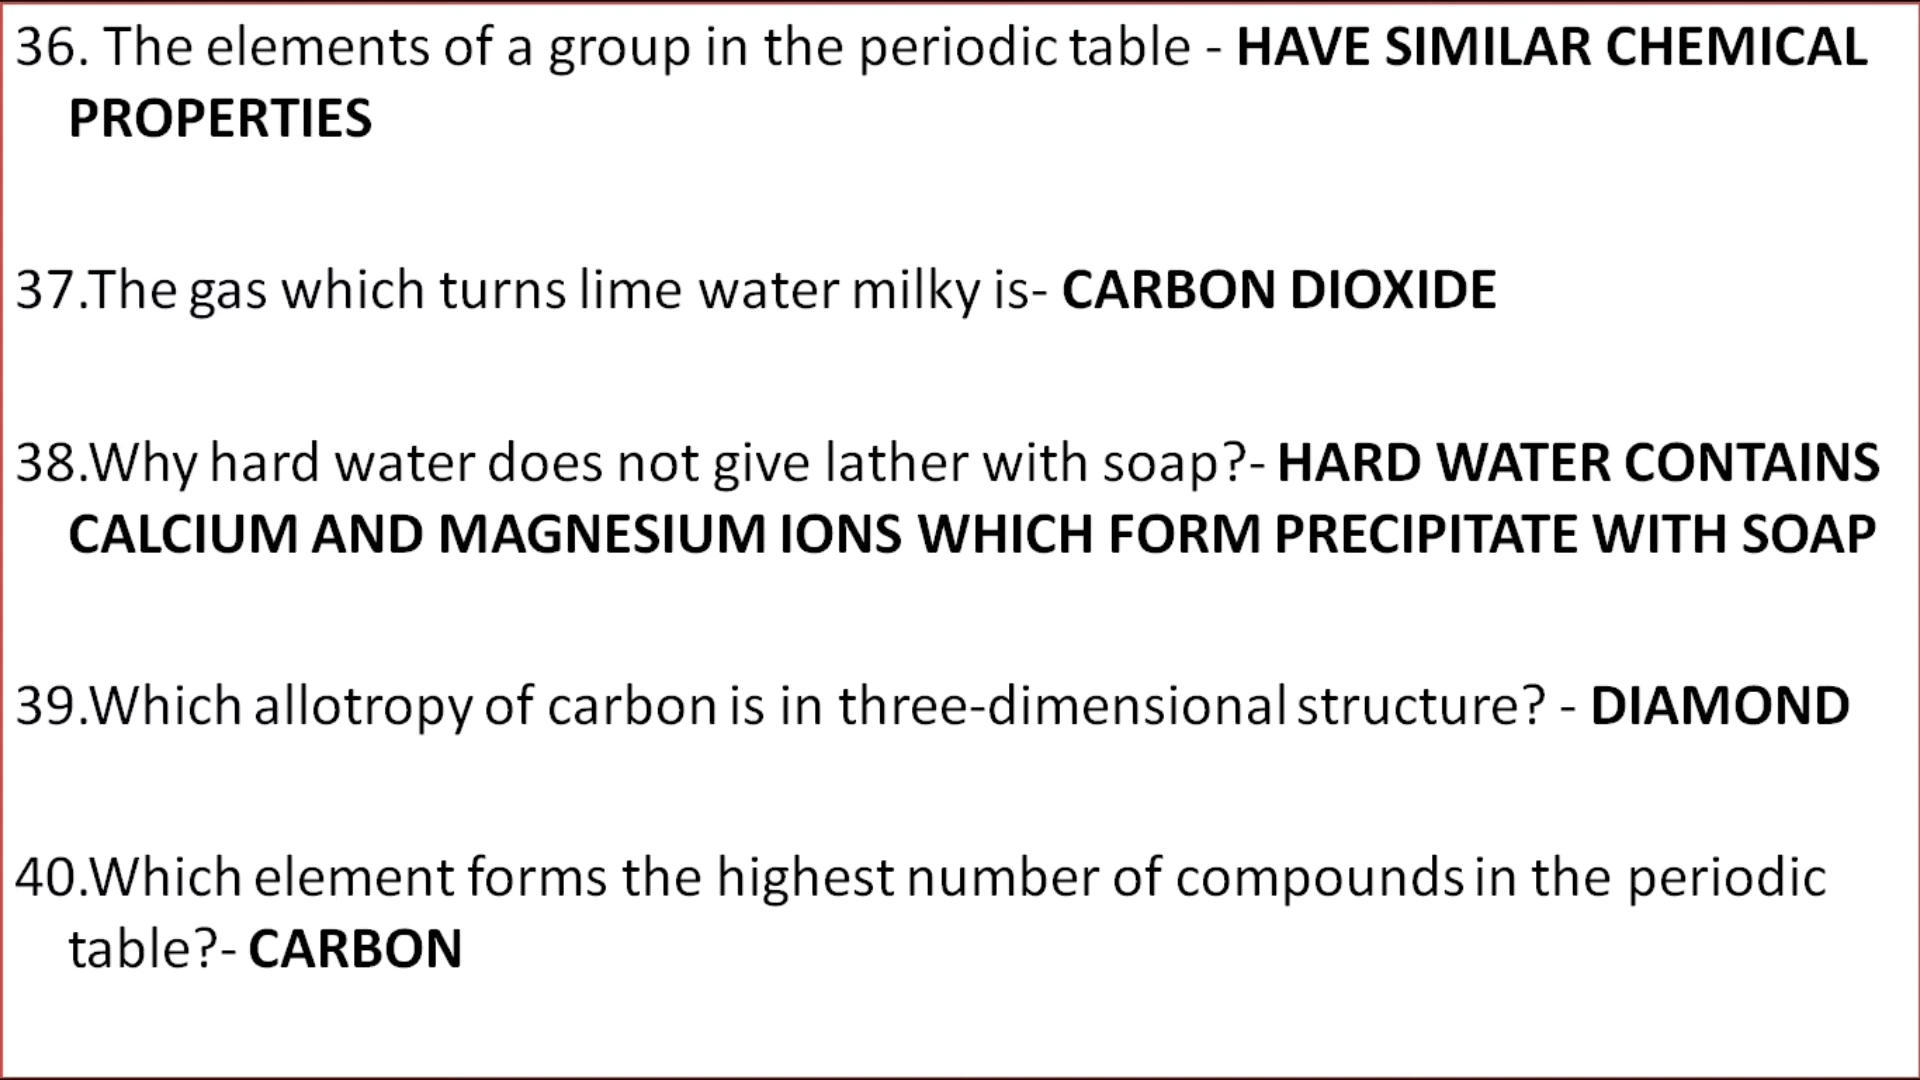 36. The elements of a group in the periodic table - HAVE SIMILAR CHEMICAL
PROPERTIES
37.The gas which turns lime water milky is- CARBON DIOXIDE
38.Why hard water does not give lather with soap?- HARD WATER CONTAINS
CALCIUM AND MAGNESIUM IONS WHICH FORM PRECIPITATE WITH SOAP
39.Which allotropy of carbon is in three-dimensional structure? - DIAMOND
40.Which element forms the highest number of compounds in the periodic
table?- CARBON